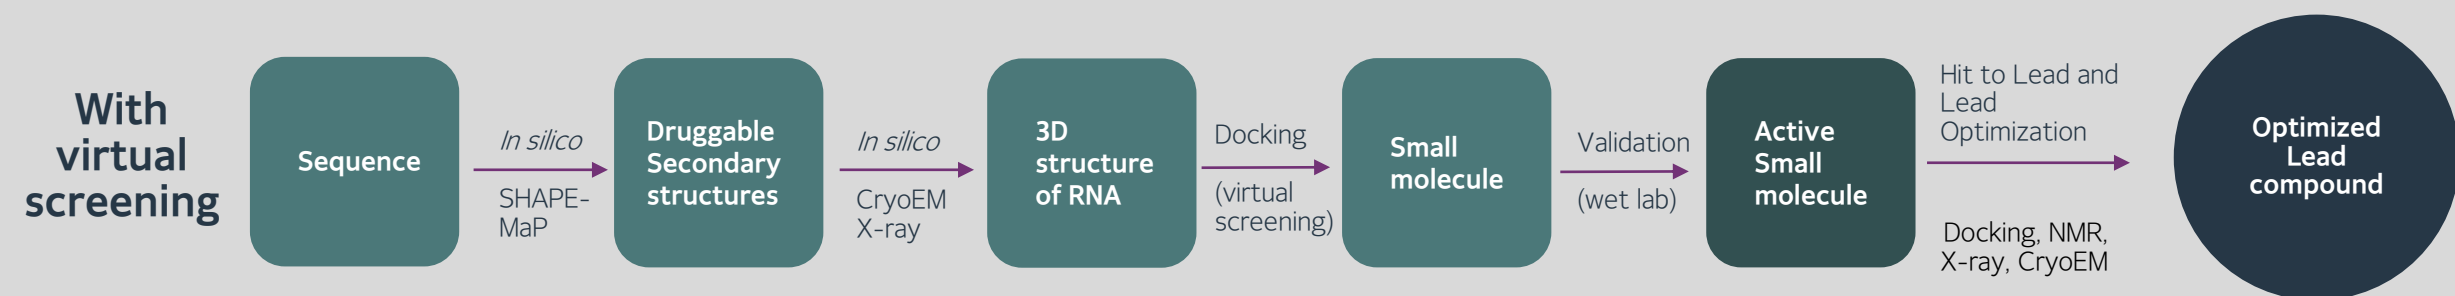 With
virtual
screening
Sequence
In silico
SHAPE-
MaP
Druggable
Secondary
structures
In silico
CryoEM
X-ray
3D
structure
of RNA
Docking
(virtual
screening)
Small
molecule
Validation
(wet lab)
Active
Small
molecule
Hit to Lead and
Lead
Optimization
Docking, NMR,
X-ray, CryoEM
Optimized
Lead
compound